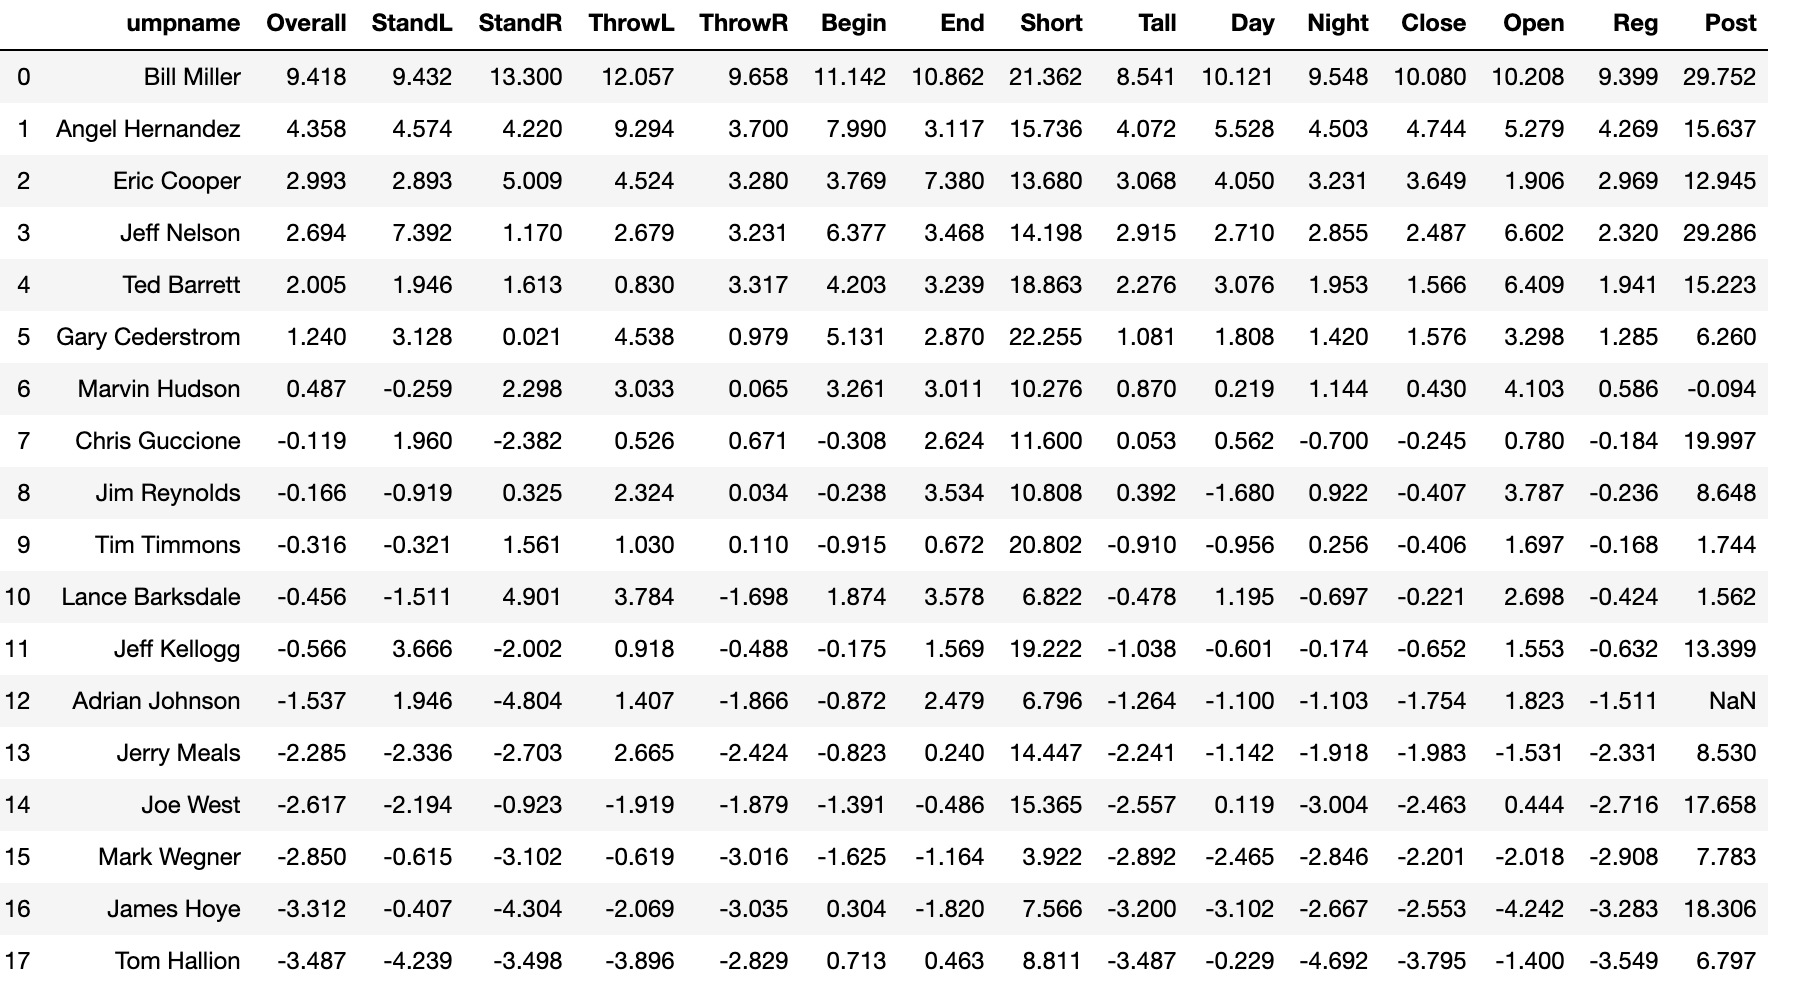 umpname Overall StandL StandR ThrowL ThrowR Begin End Short Tall Day Night Close Open Reg Post
0 Bill Miller 9.418 9.432 13.300 12.057 9.658 11.142 10.862 21.362 8.541 10.121 9.548 10.080 10.208 9.399 29.752
1 Angel Hernandez 4.358 4.574 4.220 9.294 3.700 7.990 3.117 15.736 4.072 5.528 4.503 4.744 5.279 4.269 15.637
2 Eric Cooper 2.993 2.893 5.009 4.524 3.280 3.769 7.380 13.680 3.068 4.050 3.231 3.649 1.906 2.969 12.945
3 Jeff Nelson 2.694 7.392 1.170 2.679 3.231 6.377 3.468 14.198 2.915 2.710 2.855 2.487 6.602 2.320 29.286
4 Ted Barrett 2.005 1.946 1.613 0.830 3.317 4.203 3.239 18.863 2.276 3.076 1.953 1.566 6.409 1.941 15.223
5 Gary Cederstrom 1.240 3.128 0.021 4.538 0.979 5.131 2.870 22.255 1.081 1.808 1.420 1.576 3.298 1.285 6.260
6 Marvin Hudson 0.487 -0.259 2.298 3.033 0.065 3.261 3.011 10.276 0.870 0.219 1.144 0.430 4.103 0.586 -0.094
7 Chris Guccione -0.119 1.960 -2.382 0.526 0.671 -0.308 2.624 11.600 0.053 0.562 -0.700 -0.245 0.780 -0.184 19.997
8 Jim Reynolds -0.166 -0.919 0.325 2.324 0.034 -0.238 3.534 10.808 0.392 -1.680 0.922 -0.407 3.787 -0.236 8.648
9 Tim Timmons -0.316 -0.321 1.561 1.030 0.110 -0.915 0.672 20.802 -0.910 -0.956 0.256 -0.406 1.697 -0.168 1.744
10 Lance Barksdale -0.456 -1.511 4.901 3.784 -1.698 1.874 3.578 6.822 -0.478 1.195 -0.697 -0.221 2.698 -0.424 1.562
11 Jeff Kellogg -0.566 3.666 -2.002 0.918 -0.488 -0.175 1.569 19.222 -1.038 -0.601 -0.174 -0.652 1.553 -0.632 13.399
12 Adrian Johnson -1.537 1.946 -4.804 1.407 -1.866 -0.872 2.479 6.796 -1.264 -1.100 -1.103 -1.754 1.823 -1.511 NaN
13 Jerry Meals -2.285 -2.336 -2.703 2.665 -2.424 -0.823 0.240 14.447 -2.241 -1.142 -1.918 -1.983 -1.531 -2.331 8.530
14 Joe West -2.617 -2.194 -0.923 -1.919 -1.879 -1.391 -0.486 15.365 -2.557 0.119 -3.004 -2.463 0.444 -2.716 17.658
15 Mark Wegner -2.850 -0.615 -3.102 -0.619 -3.016 -1.625 -1.164 3.922 -2.892 -2.465 -2.846 -2.201 -2.018 -2.908 7.783
16 James Hoye -3.312 -0.407 -4.304 -2.069 -3.035 0.304 -1.820 7.566 -3.200 -3.102 -2.667 -2.553 -4.242 -3.283 18.306
17 Tom Hallion -3.487 -4.239 -3.498 -3.896 -2.829 0.713 0.463 8.811 -3.487 -0.229 -4.692 -3.795 -1.400 -3.549 6.797